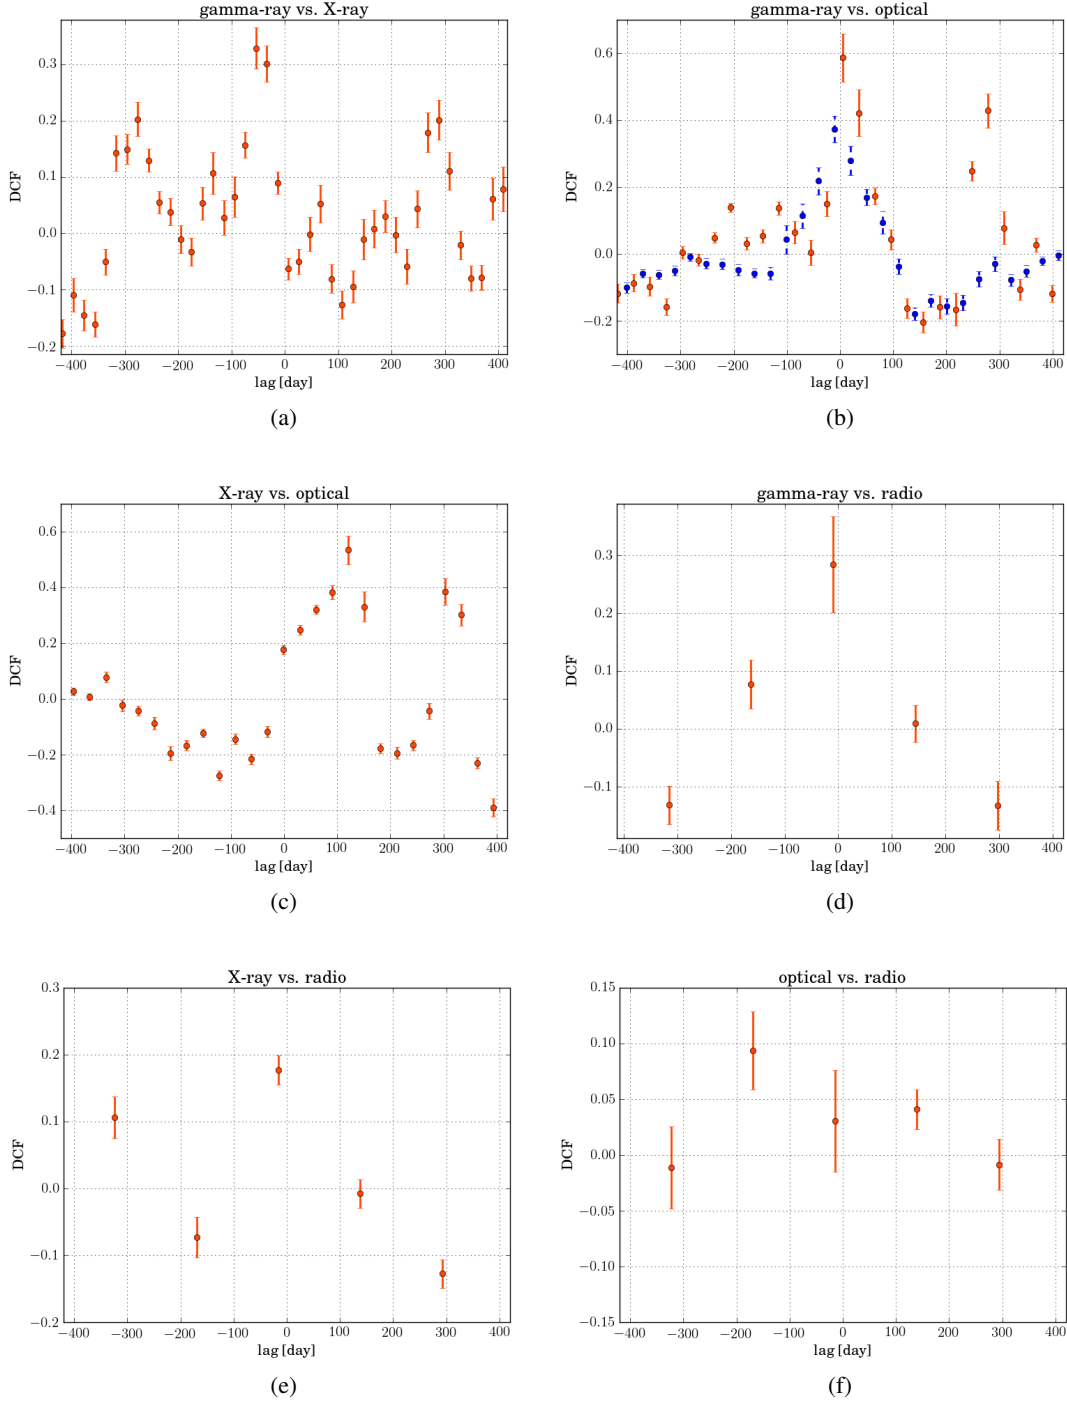 gamma-ray vs. X-ray
DCF
0.3
0.2
0.1
0.0
−0.1
−0.2
−400 −300 −200 −100 0 100 200 300 400
lag [day]
(a)
gamma-ray vs. optical
DCF
0.6
0.4
0.2
0.0
−0.2
−400 −300 −200 −100 0 100 200 300 400
lag [day]
(b)
X-ray vs. optical
DCF
0.6
0.4
0.2
0.0
−0.2
−0.4
−400 −300 −200 −100 0 100 200 300 400
lag [day]
(c)
gamma-ray vs. radio
DCF
0.3
0.2
0.1
0.0
−0.1
−400 −300 −200 −100 0 100 200 300 400
lag [day]
(d)
X-ray vs. radio
DCF
0.3
0.2
0.1
0.0
−0.1
−0.2
−400 −300 −200 −100 0 100 200 300 400
lag [day]
(e)
optical vs. radio
DCF
0.15
0.10
0.05
0.00
−0.05
−0.10
−0.15
−400 −300 −200 −100 0 100 200 300 400
lag [day]
(f)